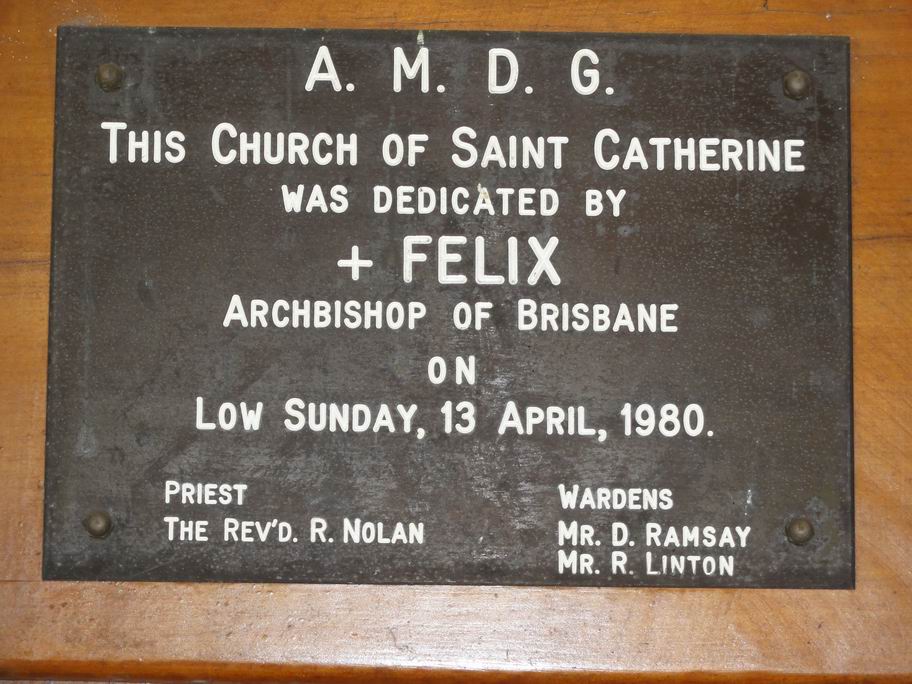 A. M. D. G.
THIS CHURCH OF SAINT CATHERINE
WAS DEDICATED BY
+ FELIX
ARCHBISHOP OF BRISBANE
ON
LOW SUNDAY, 13 APRIL, 1980.
PRIEST
THE REV'D. R. NOLAN
WARDENS
MR. D. RAMSAY
MR. R. LINTON